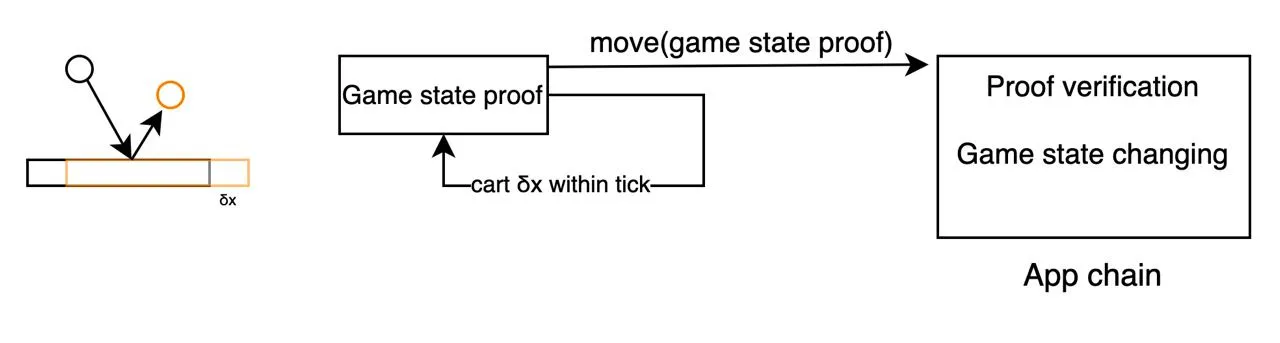 δx
move(game state proof)
Game state proof
cart δx within tick
Proof verification
Game state changing
App chain